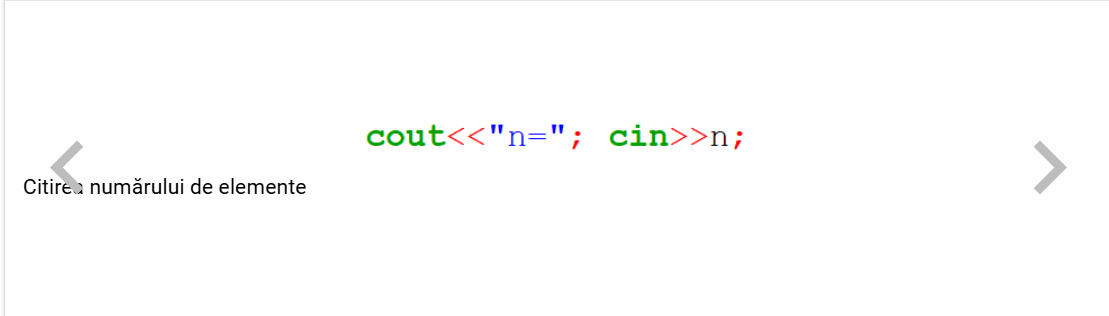 cout<<"n="; cin>>n;
Citirea numărului de elemente